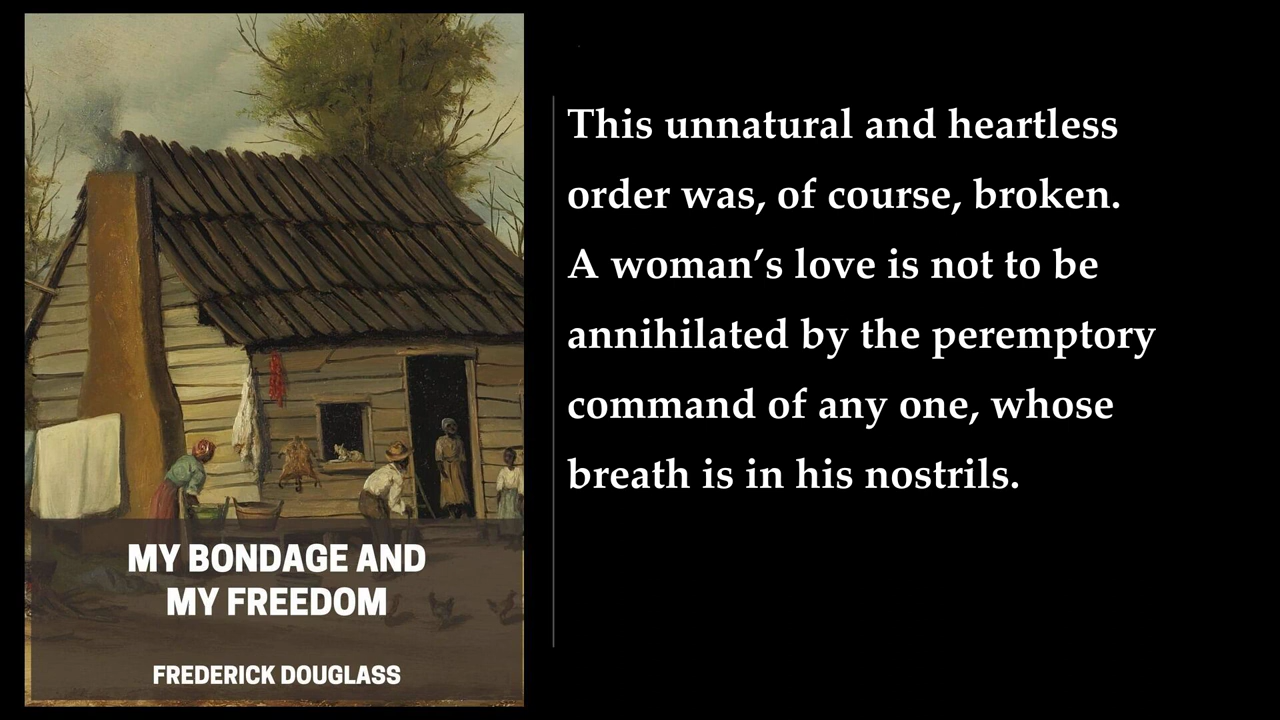 MY BONDAGE AND
MY FREEDOM
FREDERICK DOUGLASS
This unnatural and heartless
order was, of course, broken.
A woman’s love is not to be
annihilated by the peremptory
command of any one, whose
breath is in his nostrils.